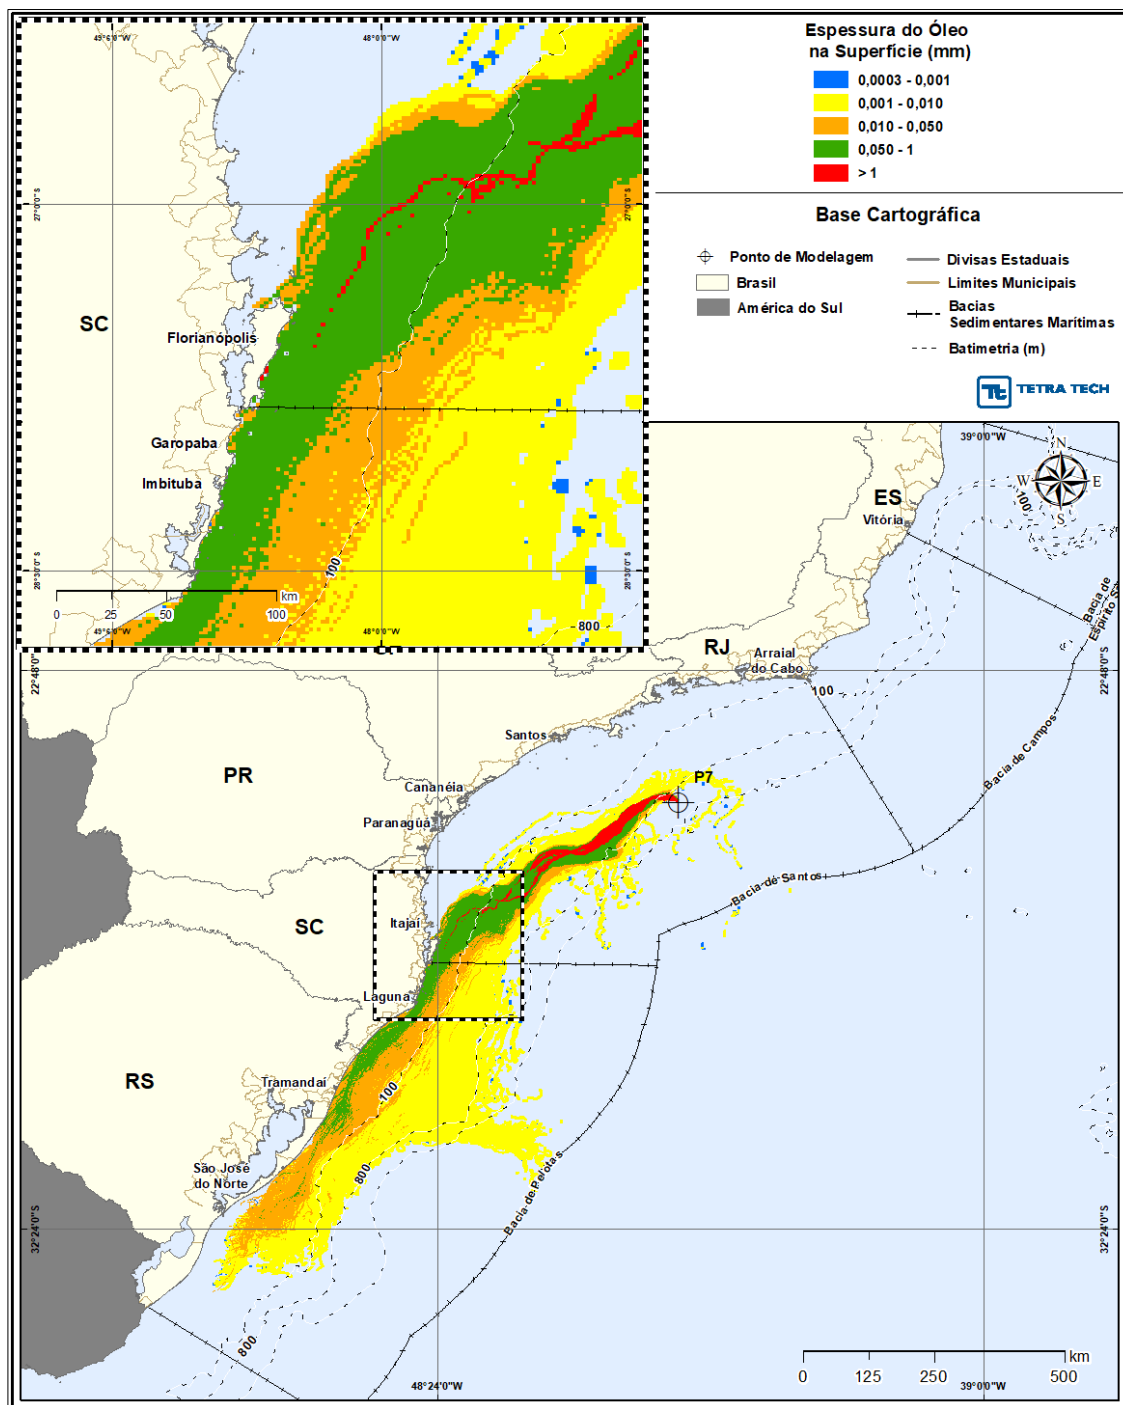 49°6'0"W
48°0'0"W
27°0'0"S
27°0'0"S
SC
Florianópolis
Garopaba
Imbituba
100
28°30'0"S
28°30'0"S
km
0 25 50 100
49°6'0"W
48°0'0"W
800
Espessura do Óleo
na Superfície (mm)
0,0003 - 0,001
0,001 - 0,010
0,010 - 0,050
0,050 - 1
> 1
Base Cartográfica
Ponto de Modelagem
Brasil
América do Sul
Divisas Estaduais
Limites Municipais
Bacias
Sedimentares Marítimas
Batimetria (m)
Tt TETRA TECH
39°0'0"W
N
W E
S
100
ES
Vitória
Bacia de
Espírito S
RJ
Arraial
do Cabo
22°48'0"
22°48'0"S
100
Bacia de Campos
Santos
PR
Cananéia
P7
Paranaguá
Bacia de Santos
SC
Itajaí
Laguna
RS
Tramandaí
100
São José
do Norte
800
Bacia de Pelotas
32°24'0"S
32°24'0"S
800
km
0 125 250 500
48°24'0"W
39°0'0"W